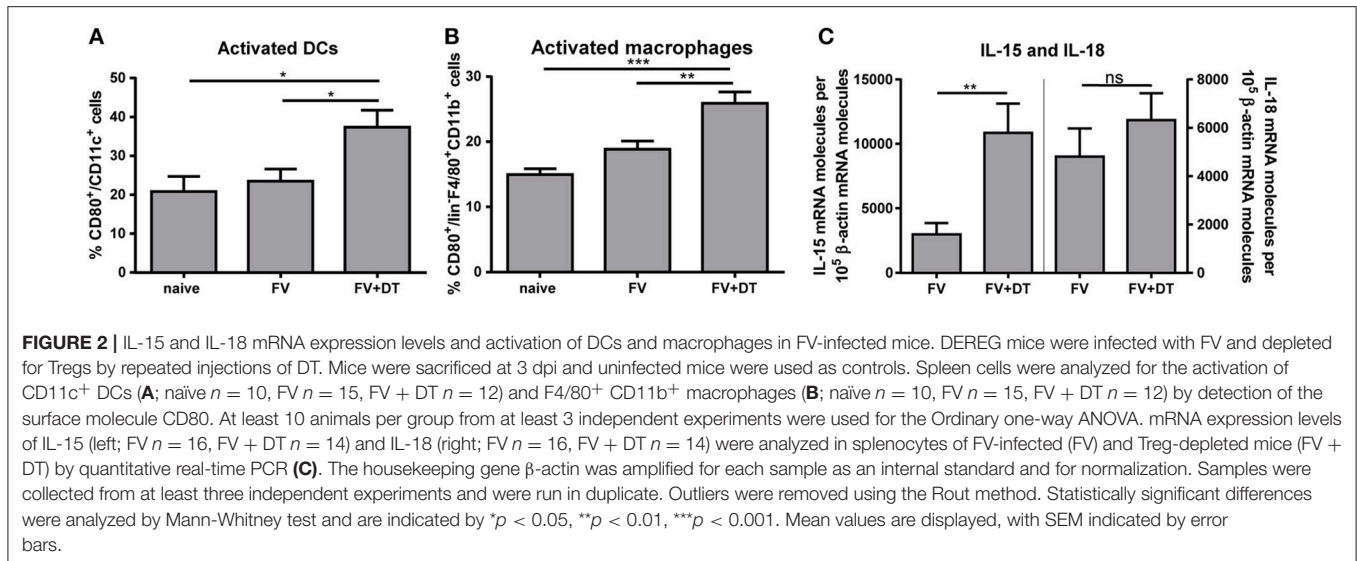 A
Activated DCs
% CD80⁺/CD11c⁺ cells
50
40
30
20
10
0
*
*
naive
FV
FV+DT
B
Activated macrophages
% CD80⁺/lin⁻F4/80⁺CD11b⁺ cells
30
20
10
0
***
**
naive
FV
FV+DT
C
IL-15 and IL-18
IL-15 mRNA molecules per
10⁵ β-actin mRNA molecules
15000
10000
5000
0
**
ns
8000
6000
4000
2000
0
IL-18 mRNA molecules per
10⁵ β-actin mRNA molecules
FV
FV+DT
FV
FV+DT
FIGURE 2 | IL-15 and IL-18 mRNA expression levels and activation of DCs and macrophages in FV-infected mice. DEREG mice were infected with FV and depleted
for Tregs by repeated injections of DT. Mice were sacrificed at 3 dpi and uninfected mice were used as controls. Spleen cells were analyzed for the activation of
CD11c⁺ DCs (A; naïve n = 10, FV n = 15, FV + DT n = 12) and F4/80⁺ CD11b⁺ macrophages (B; naïve n = 10, FV n = 15, FV + DT n = 12) by detection of the
surface molecule CD80. At least 10 animals per group from at least 3 independent experiments were used for the Ordinary one-way ANOVA. mRNA expression levels
of IL-15 (left; FV n = 16, FV + DT n = 14) and IL-18 (right; FV n = 16, FV + DT n = 14) were analyzed in splenocytes of FV-infected (FV) and Treg-depleted mice (FV +
DT) by quantitative real-time PCR (C). The housekeeping gene β-actin was amplified for each sample as an internal standard and for normalization. Samples were
collected from at least three independent experiments and were run in duplicate. Outliers were removed using the Rout method. Statistically significant differences
were analyzed by Mann-Whitney test and are indicated by *p < 0.05, **p < 0.01, ***p < 0.001. Mean values are displayed, with SEM indicated by error
bars.